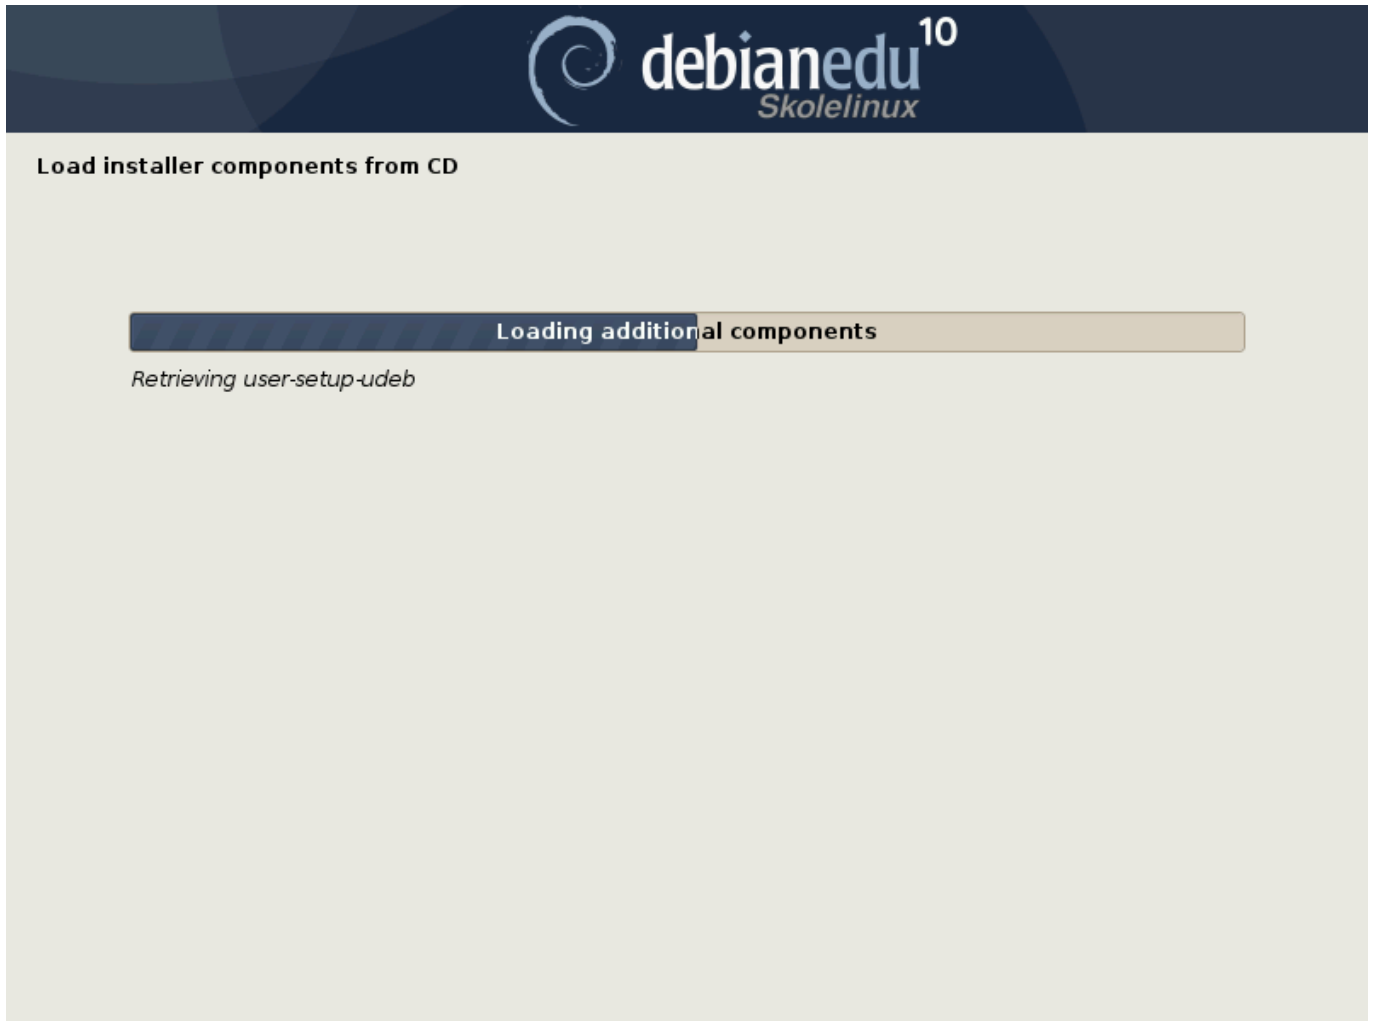 debianedu 10
Skolelinux
Load installer components from CD
Loading additional components
Retrieving user-setup-udeb